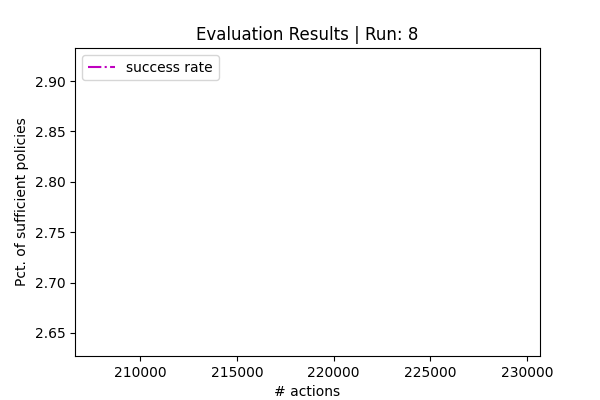 Evaluation Results | Run: 8
success rate
Pct. of sufficient policies
2.90
2.85
2.80
2.75
2.70
2.65
210000 215000 220000 225000 230000
# actions